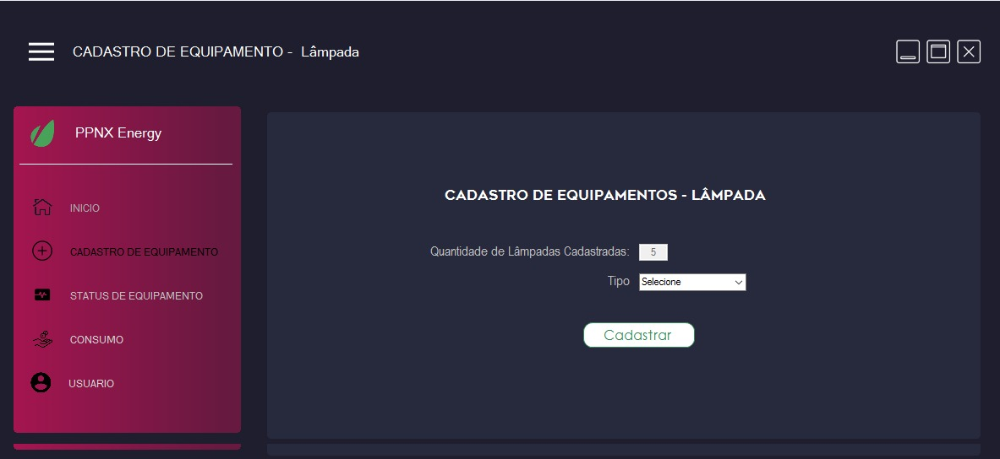 CADASTRO DE EQUIPAMENTO - Lâmpada
PPNX Energy
INICIO
CADASTRO DE EQUIPAMENTO
STATUS DE EQUIPAMENTO
CONSUMO
USUARIO
CADASTRO DE EQUIPAMENTOS - LÂMPADA
Quantidade de Lâmpadas Cadastradas: 5
Tipo Selecione
Cadastrar